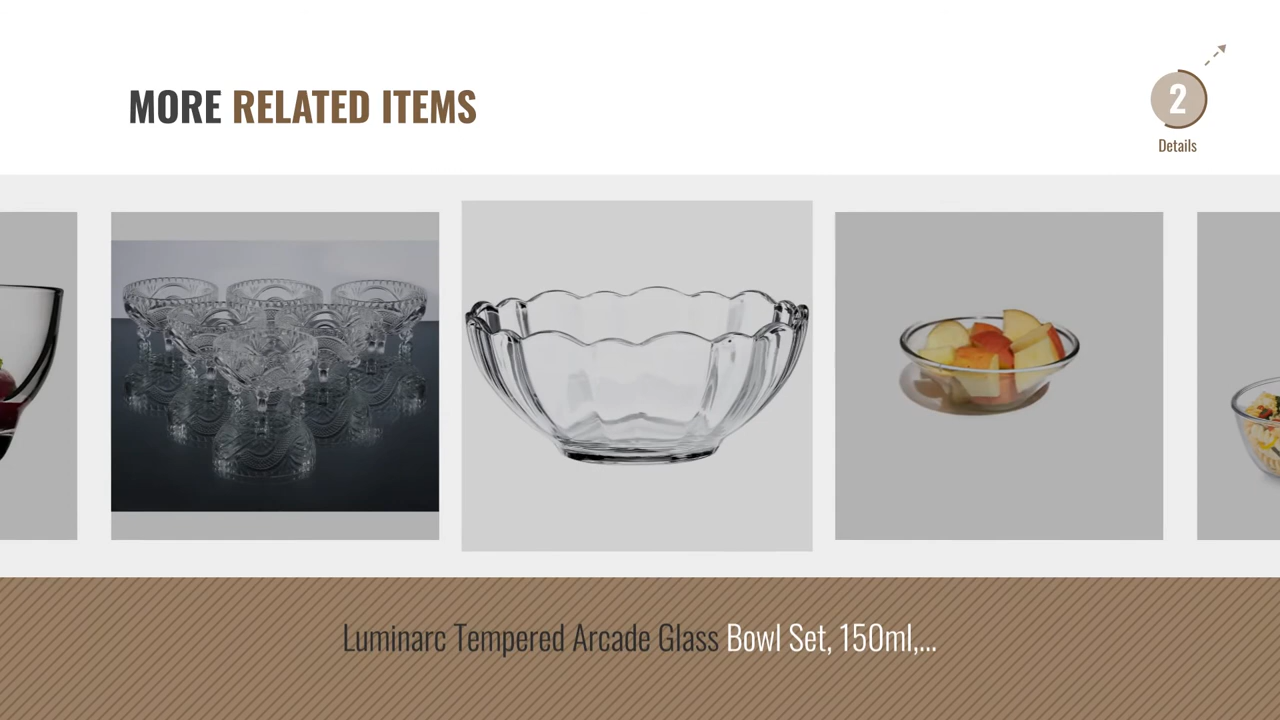 MORE RELATED ITEMS
2
Details
Luminarc Tempered Arcade Glass Bowl Set, 150ml,...